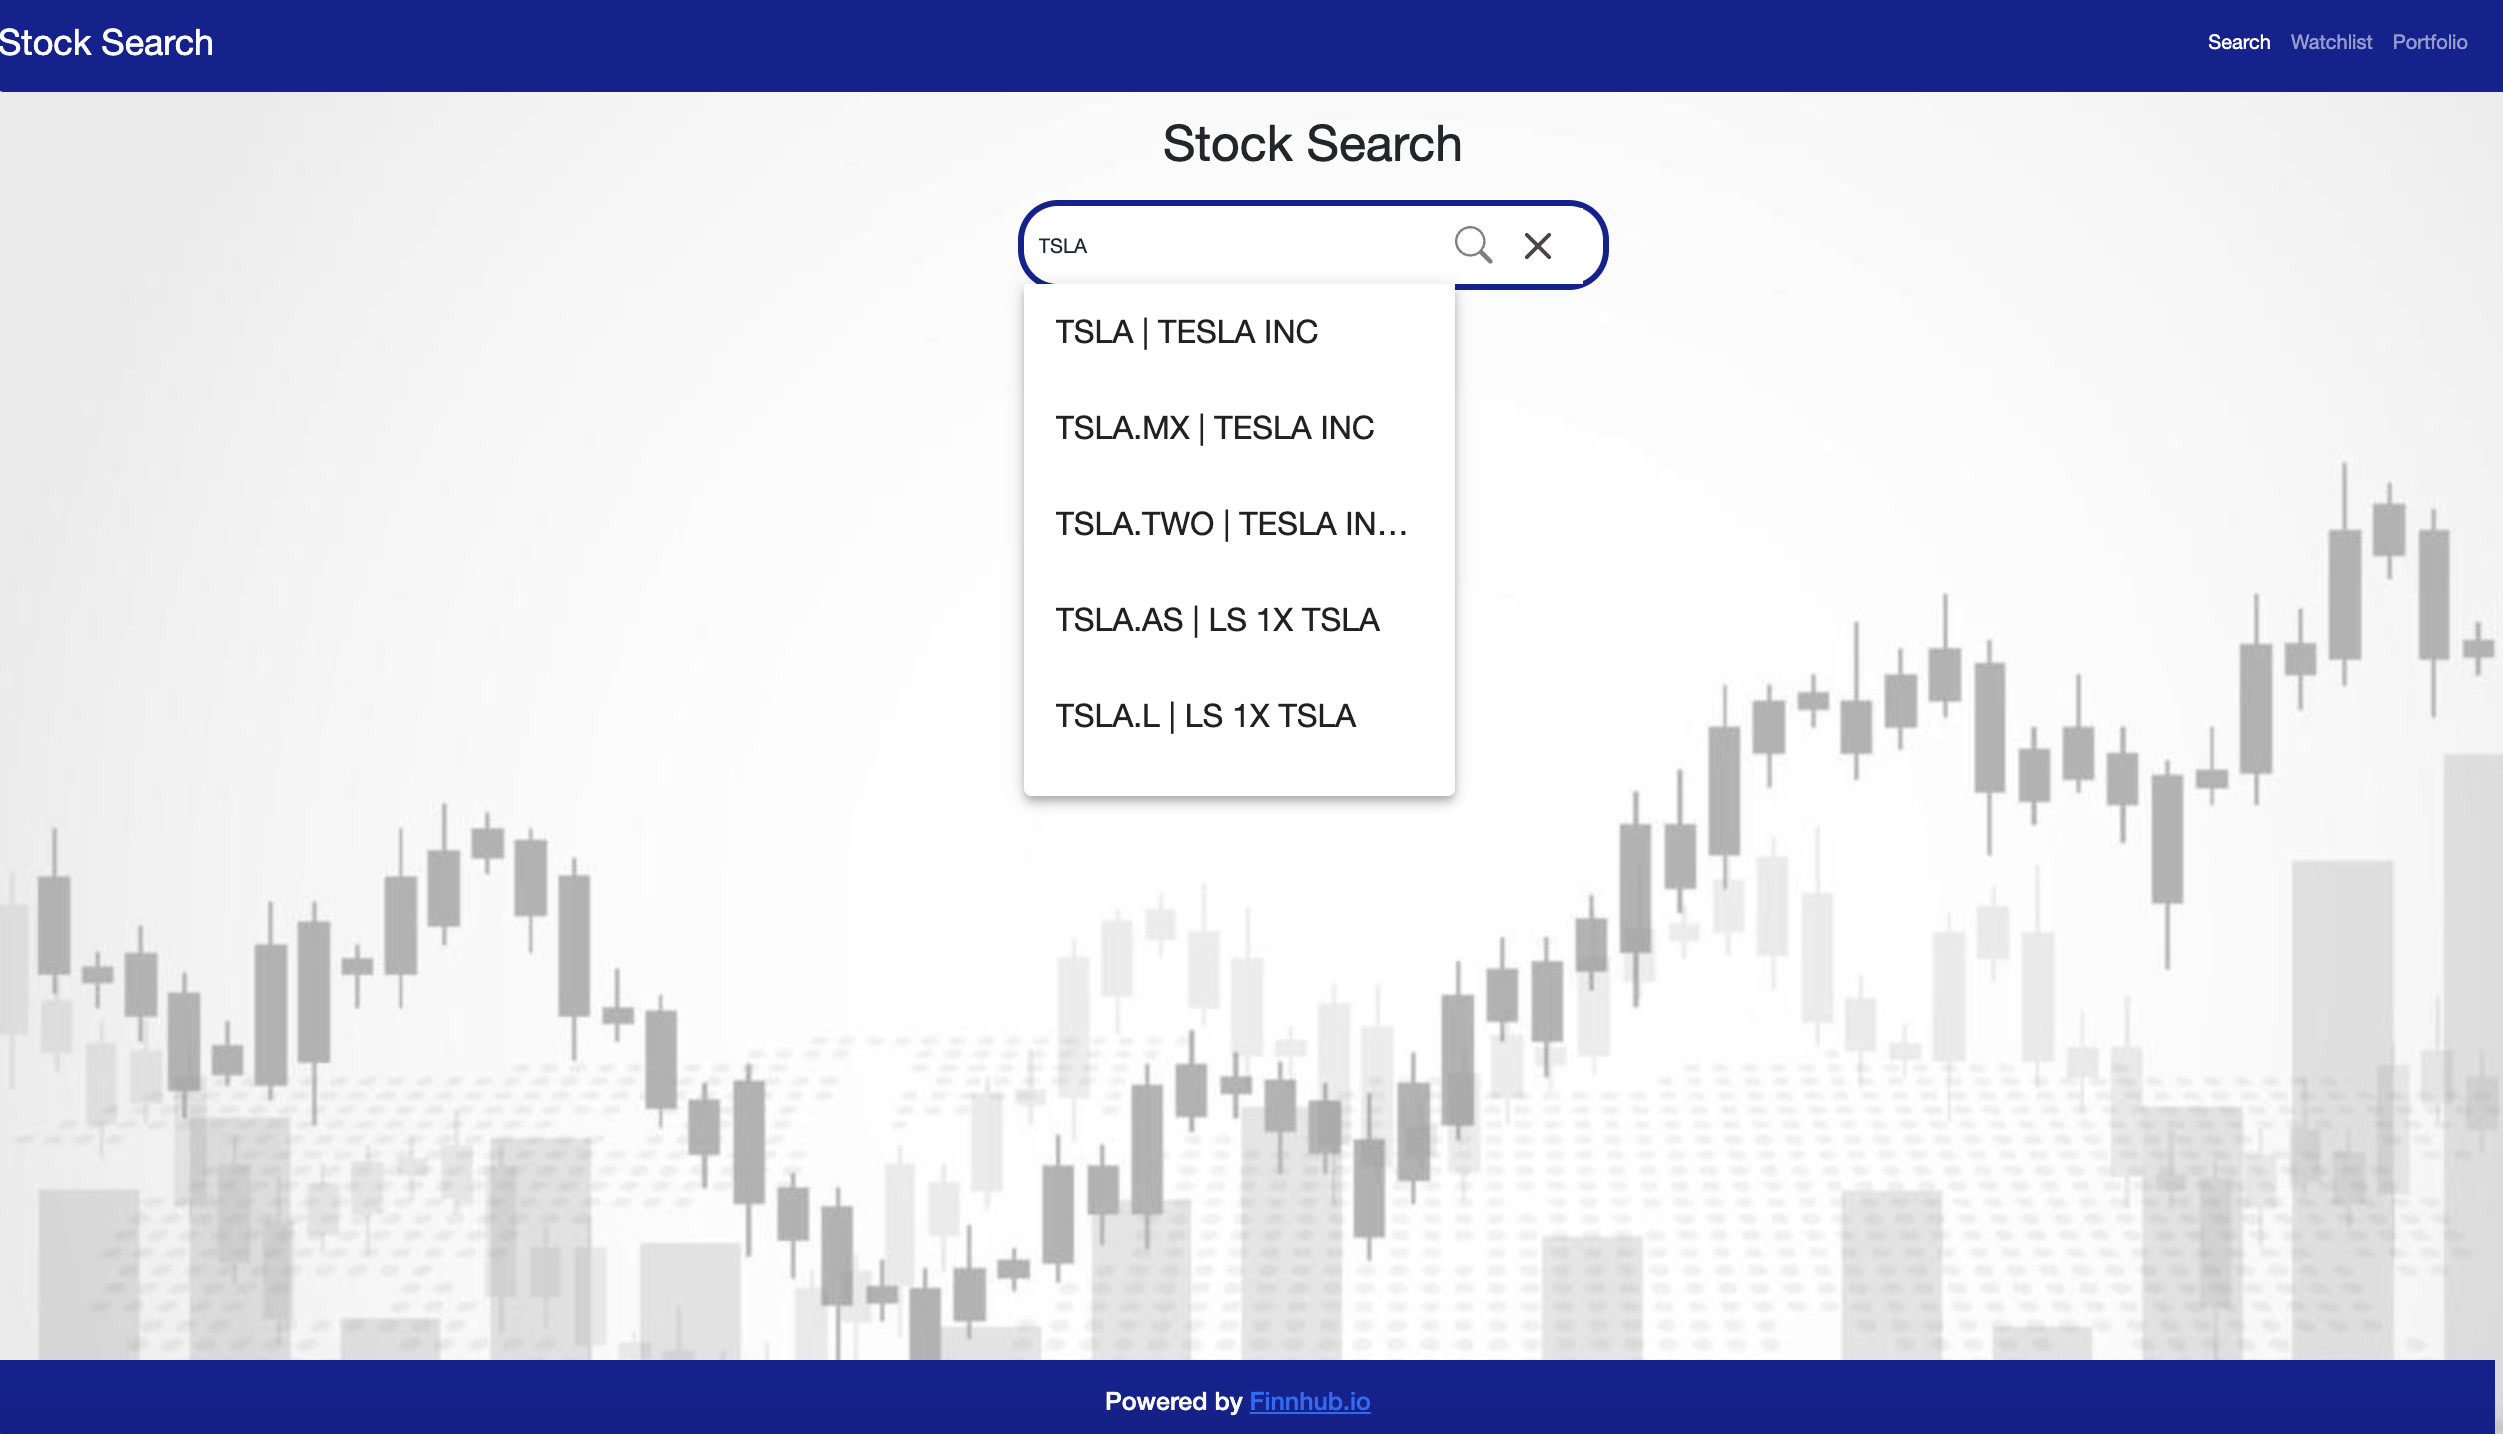 Stock Search
Search Watchlist Portfolio
Stock Search
TSLA
TSLA | TESLA INC
TSLA.MX | TESLA INC
TSLA.TWO | TESLA IN…
TSLA.AS | LS 1X TSLA
TSLA.L | LS 1X TSLA
Powered by Finnhub.io